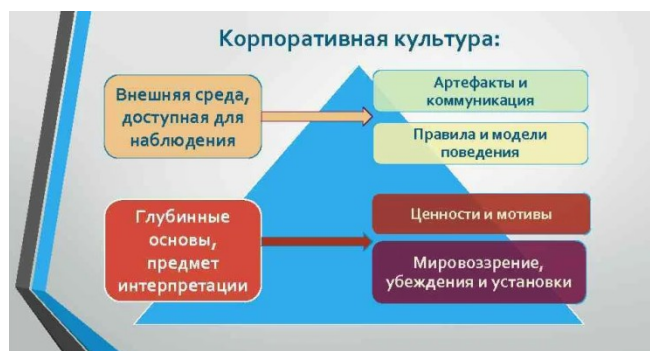 Корпоративная культура:
Внешняя среда,
доступная для
наблюдения
Артефакты и
коммуникация
Правила и модели
поведения
Глубинные
основы,
предмет
интерпретации
Ценности и мотивы
Мировоззрение,
убеждения и установки